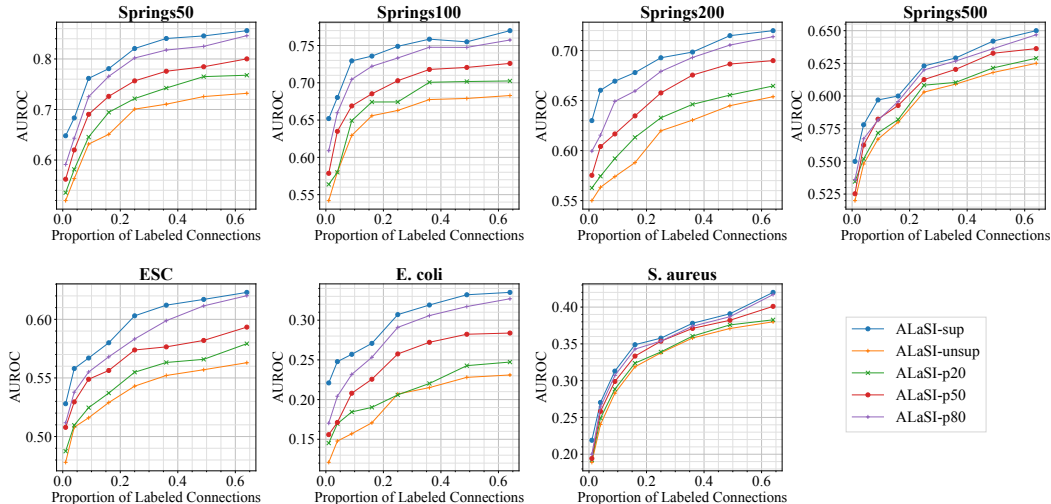 Springs50 Springs100 Springs200 Springs500
AUROC 0.8 0.7 0.6
0.0 0.2 0.4 0.6
Proportion of Labeled Connections
AUROC 0.75 0.70 0.65 0.60 0.55
0.0 0.2 0.4 0.6
Proportion of Labeled Connections
AUROC 0.70 0.65 0.60 0.55
0.0 0.2 0.4 0.6
Proportion of Labeled Connections
AUROC 0.650 0.625 0.600 0.575 0.550 0.525
0.0 0.2 0.4 0.6
Proportion of Labeled Connections
ESC E. coli S. aureus
AUROC 0.60 0.55 0.50
0.0 0.2 0.4 0.6
Proportion of Labeled Connections
AUROC 0.30 0.25 0.20 0.15
0.0 0.2 0.4 0.6
Proportion of Labeled Connections
AUROC 0.40 0.35 0.30 0.25 0.20
0.0 0.2 0.4 0.6
Proportion of Labeled Connections
ALaSI-sup
ALaSI-unsup
ALaSI-p20
ALaSI-p50
ALaSI-p80